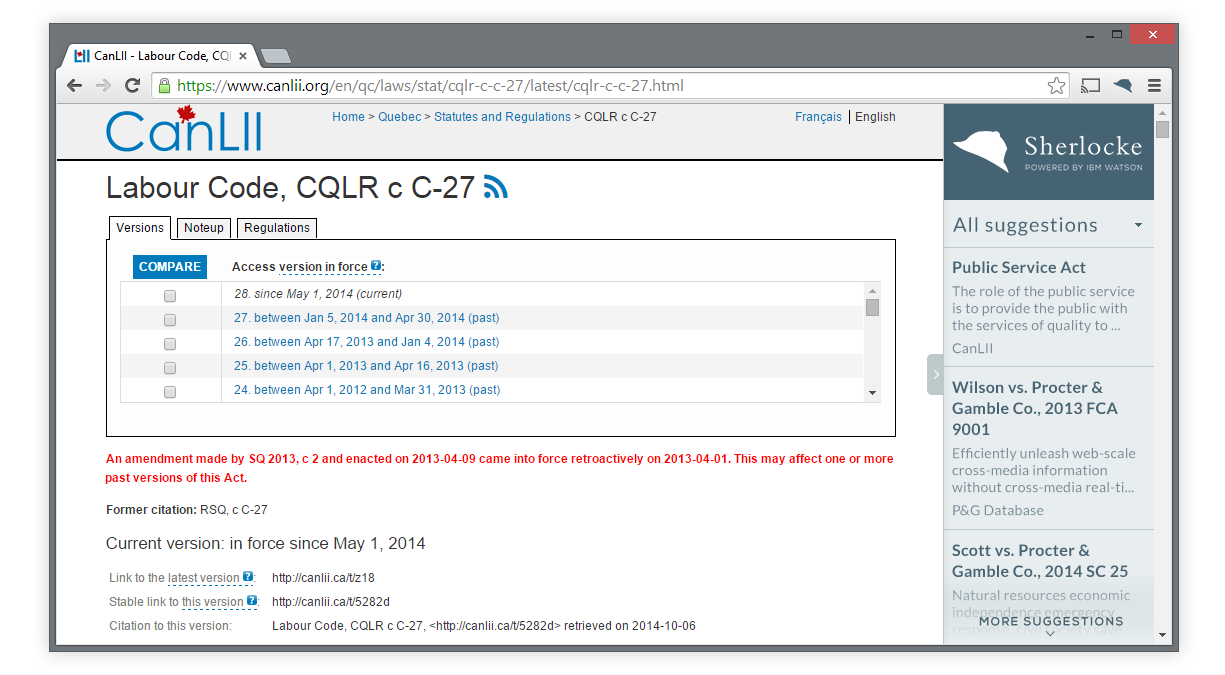 CanLII - Labour Code, CQ
https://www.canlii.org/en/qc/laws/stat/cqlr-c-c-27/latest/cqlr-c-c-27.html
CanLII
Home > Quebec > Statutes and Regulations > CQLR c C-27
Français | English
Labour Code, CQLR c C-27
Versions
Noteup
Regulations
COMPARE
Access version in force ?:
28. since May 1, 2014 (current)
27. between Jan 5, 2014 and Apr 30, 2014 (past)
26. between Apr 17, 2013 and Jan 4, 2014 (past)
25. between Apr 1, 2013 and Apr 16, 2013 (past)
24. between Apr 1, 2012 and Mar 31, 2013 (past)
An amendment made by SQ 2013, c 2 and enacted on 2013-04-09 came into force retroactively on 2013-04-01. This may affect one or more
past versions of this Act.
Former citation: RSQ, c C-27
Current version: in force since May 1, 2014
Link to the latest version ?: http://canlii.ca/t/z18
Stable link to this version ?: http://canlii.ca/t/5282d
Citation to this version: Labour Code, CQLR c C-27, <http://canlii.ca/t/5282d> retrieved on 2014-10-06
Sherlocke
POWERED BY IBM WATSON
All suggestions
Public Service Act
The role of the public service
is to provide the public with
the services of quality to ...
CanLII
Wilson vs. Procter &
Gamble Co., 2013 FCA
9001
Efficiently unleash web-scale
cross-media information
without cross-media real-ti...
P&G Database
Scott vs. Procter &
Gamble Co., 2014 SC 25
Natural resources economic
independence emergency
response, civil society save
MORE SUGGESTIONS